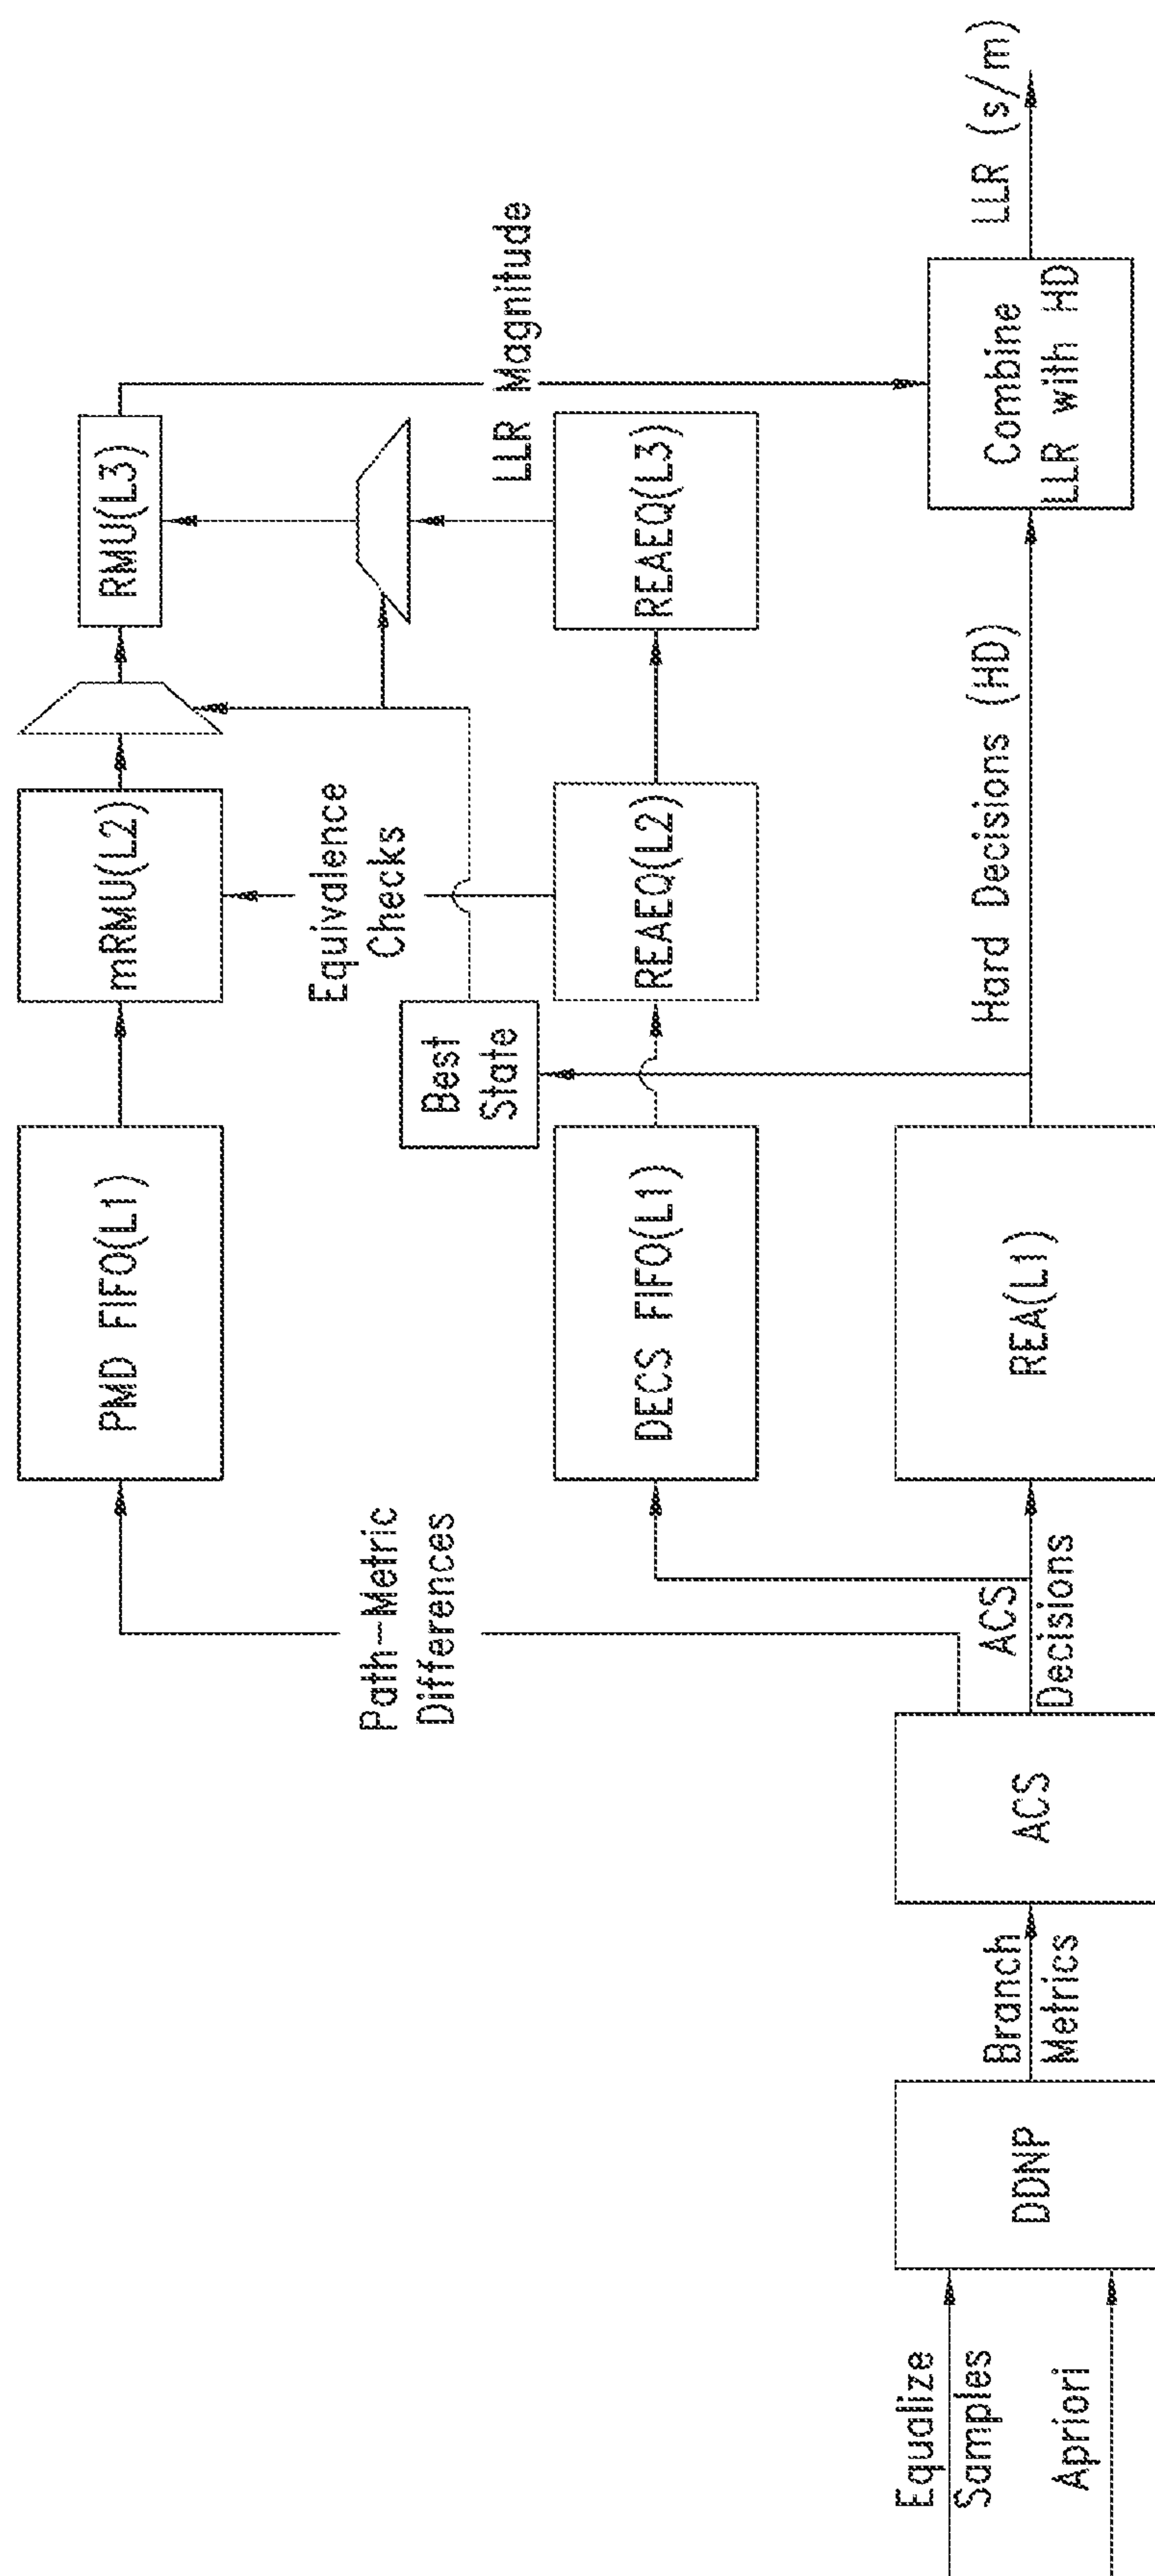 Equalize
Samples
Apriori
DDNP
Branch
Metrics
ACS
ACS
Decisions
Path-Metric
Differences
PMD FIFO(L1)
DECS FIFO(L1)
REA(L1)
Best
State
Equivalence
Checks
mRMU(L2)
REAEQ(L2)
Hard Decisions (HD)
RMU(L3)
REAEQ(L3)
LLR Magnitude
Combine
LLR with HD
LLR (s/m)